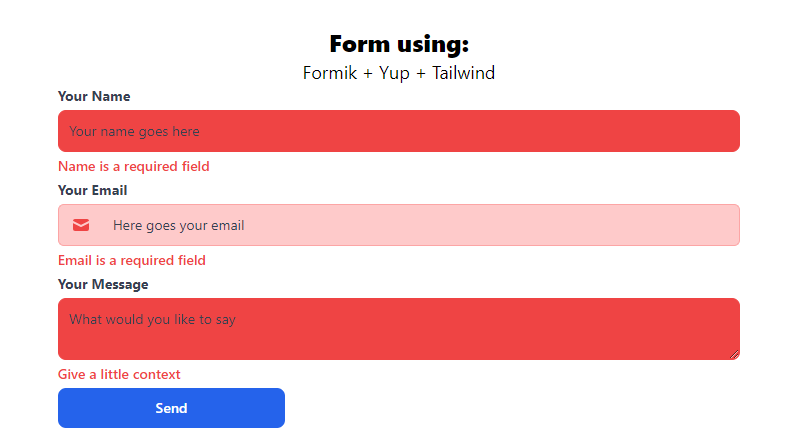 Form using:
Formik + Yup + Tailwind
Your Name
Your name goes here
Name is a required field
Your Email
Here goes your email
Email is a required field
Your Message
What would you like to say
Give a little context
Send